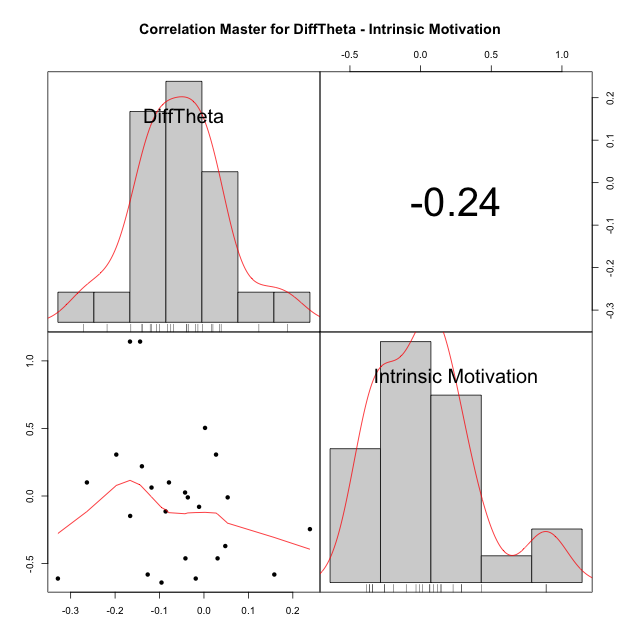 Correlation Master for DiffTheta - Intrinsic Motivation
-0.5 0.0 0.5 1.0
DiffTheta
-0.24
0.2
0.1
0.0
-0.1
-0.2
-0.3
1.0
0.5
0.0
-0.5
Intrinsic Motivation
-0.3 -0.2 -0.1 0.0 0.1 0.2